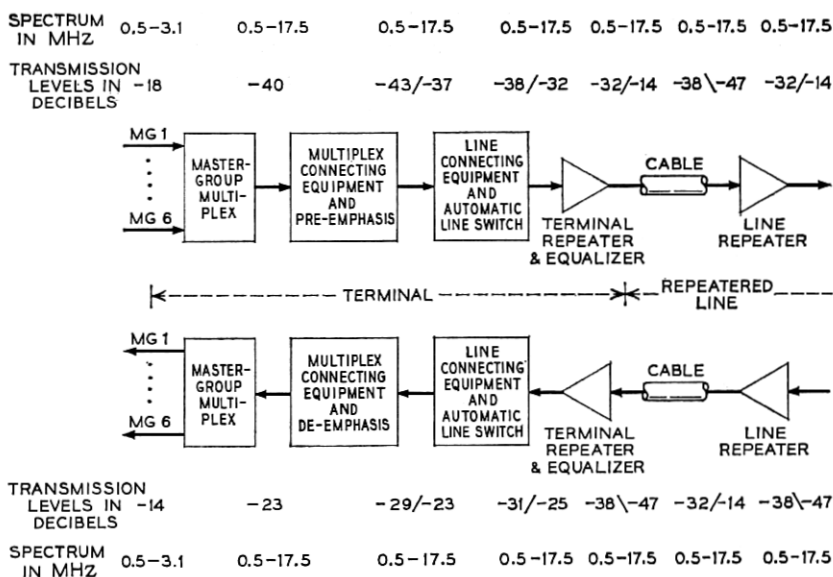 SPECTRUM IN MHz 0.5-3.1 0.5-17.5 0.5-17.5 0.5-17.5 0.5-17.5 0.5-17.5 0.5-17.5
TRANSMISSION LEVELS IN DECIBELS -18 -40 -43/-37 -38/-32 -32/-14 -38\-47 -32/-14
MG 1
MG 6
MASTER-
GROUP
MULTI-
PLEX
MULTIPLEX
CONNECTING
EQUIPMENT
AND
PRE-EMPHASIS
LINE
CONNECTING
EQUIPMENT
AND
AUTOMATIC
LINE SWITCH
TERMINAL
REPEATER
& EQUALIZER
CABLE
LINE
REPEATER
TERMINAL
REPEATERED
LINE
MG 1
MG 6
MASTER-
GROUP
MULTI-
PLEX
MULTIPLEX
CONNECTING
EQUIPMENT
AND
DE-EMPHASIS
LINE
CONNECTING
EQUIPMENT
AND
AUTOMATIC
LINE SWITCH
TERMINAL
REPEATER
& EQUALIZER
CABLE
LINE
REPEATER
TRANSMISSION LEVELS IN DECIBELS -14 -23 -29/-23 -31/-25 -38\-47 -32/-14 -38\-47
SPECTRUM IN MHz 0.5-3.1 0.5-17.5 0.5-17.5 0.5-17.5 0.5-17.5 0.5-17.5 0.5-17.5